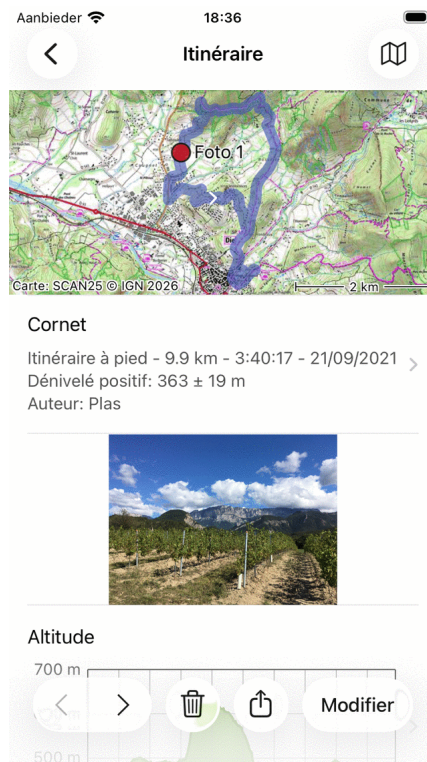 Aanbieder 18:36
Itinéraire
Foto 1
Die
Carte: SCAN25 © IGN 2026
2 km
Cornet
Itinéraire à pied - 9.9 km - 3:40:17 - 21/09/2021
Dénivelé positif: 363 ± 19 m
Auteur: Plas
Altitude
700 m
Modifier
500 m